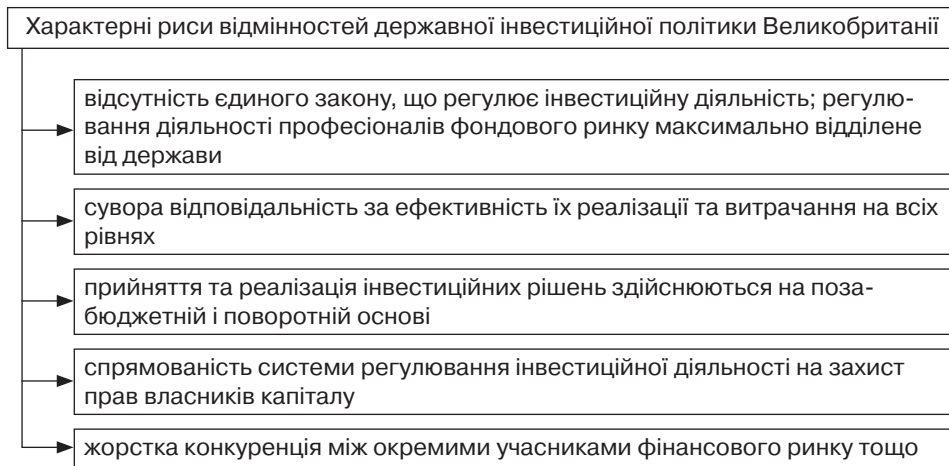 Характерні риси відмінностей державної інвестиційної політики Великобританії
відсутність єдиного закону, що регулює інвестиційну діяльність; регулю-
вання діяльності професіоналів фондового ринку максимально відділене
від держави
сувора відповідальність за ефективність їх реалізації та витрачання на всіх
рівнях
прийняття та реалізація інвестиційних рішень здійснюються на поза-
бюджетній і поворотній основі
спрямованість системи регулювання інвестиційної діяльності на захист
прав власників капіталу
жорстка конкуренція між окремими учасниками фінансового ринку тощо